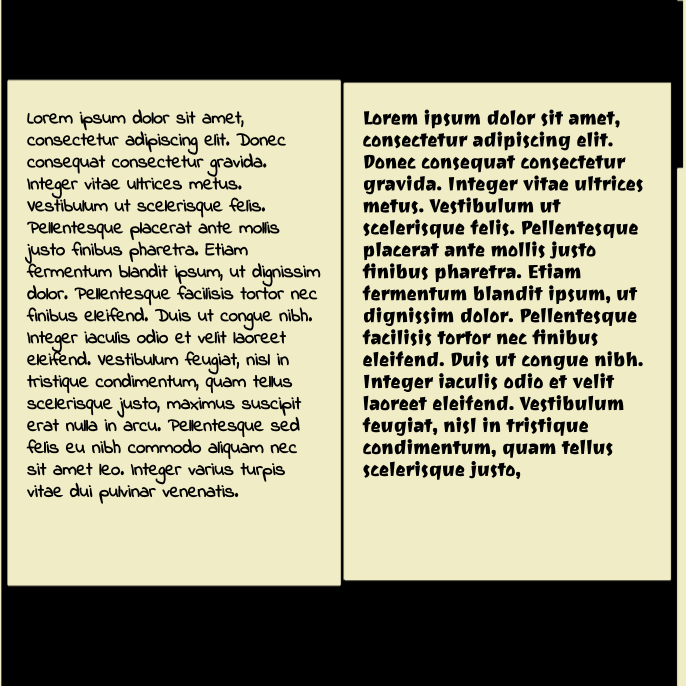 Lorem ipsum dolor sit amet,
consectetur adipiscing elit. Donec
consequat consectetur gravida.
Integer vitae ultrices metus.
Vestibulum ut scelerisque felis.
Pellentesque placerat ante mollis
justo finibus pharetra. Etiam
fermentum blandit ipsum, ut dignissim
dolor. Pellentesque facilisis tortor nec
finibus eleifend. Duis ut congue nibh.
Integer iaculis odio et velit laoreet
eleifend. Vestibulum feugiat, nisl in
tristique condimentum, quam tellus
scelerisque justo, maximus suscipit
erat nulla in arcu. Pellentesque sed
felis eu nibh commodo aliquam nec
sit amet leo. Integer varius turpis
vitae dui pulvinar venenatis.
Lorem ipsum dolor sit amet,
consectetur adipiscing elit.
Donec consequat consectetur
gravida. Integer vitae ultrices
metus. Vestibulum ut
scelerisque felis. Pellentesque
placerat ante mollis justo
finibus pharetra. Etiam
fermentum blandit ipsum, ut
dignissim dolor. Pellentesque
facilisis tortor nec finibus
eleifend. Duis ut congue nibh.
Integer iaculis odio et velit
laoreet eleifend. Vestibulum
feugiat, nisl in tristique
condimentum, quam tellus
scelerisque justo,